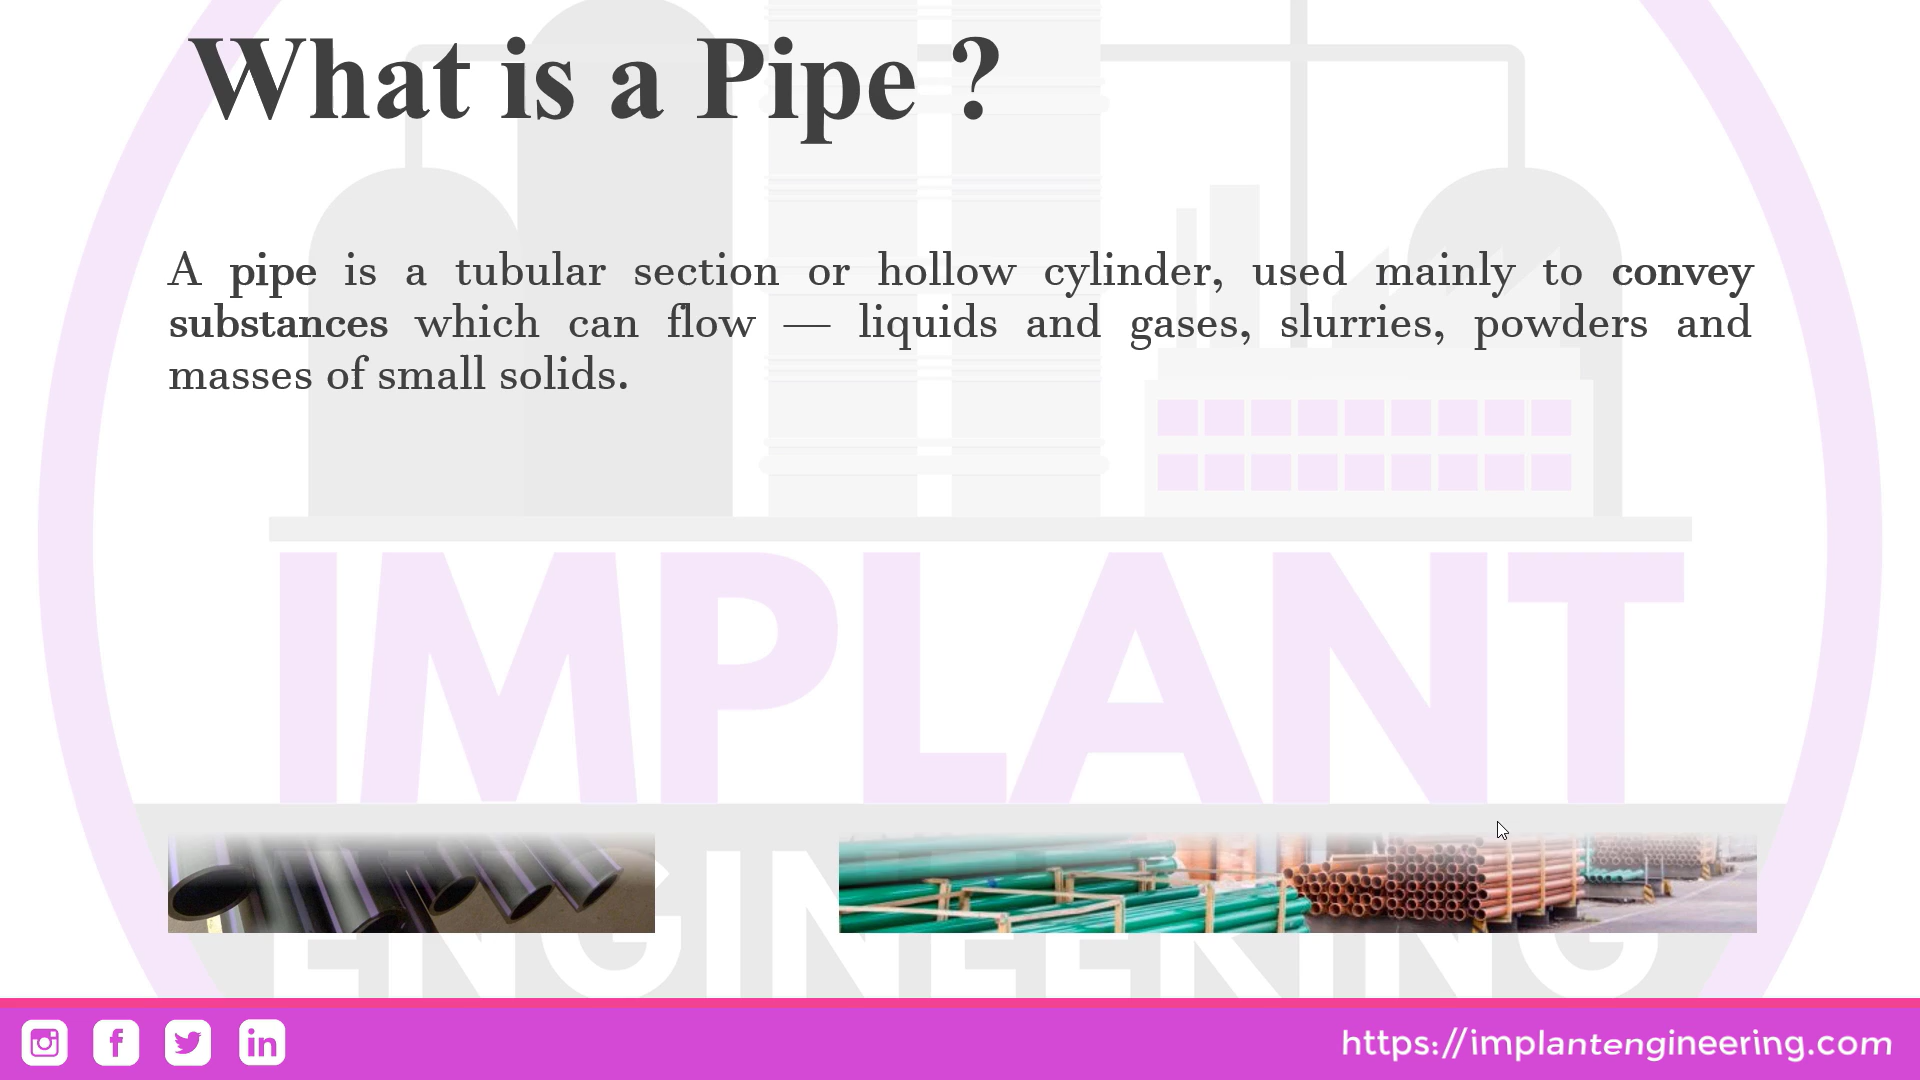 What is a Pipe ?
A pipe is a tubular section or hollow cylinder, used mainly to convey
substances which can flow — liquids and gases, slurries, powders and
masses of small solids.
IMPLANT
ENGINEERING
https://implantengineering.com